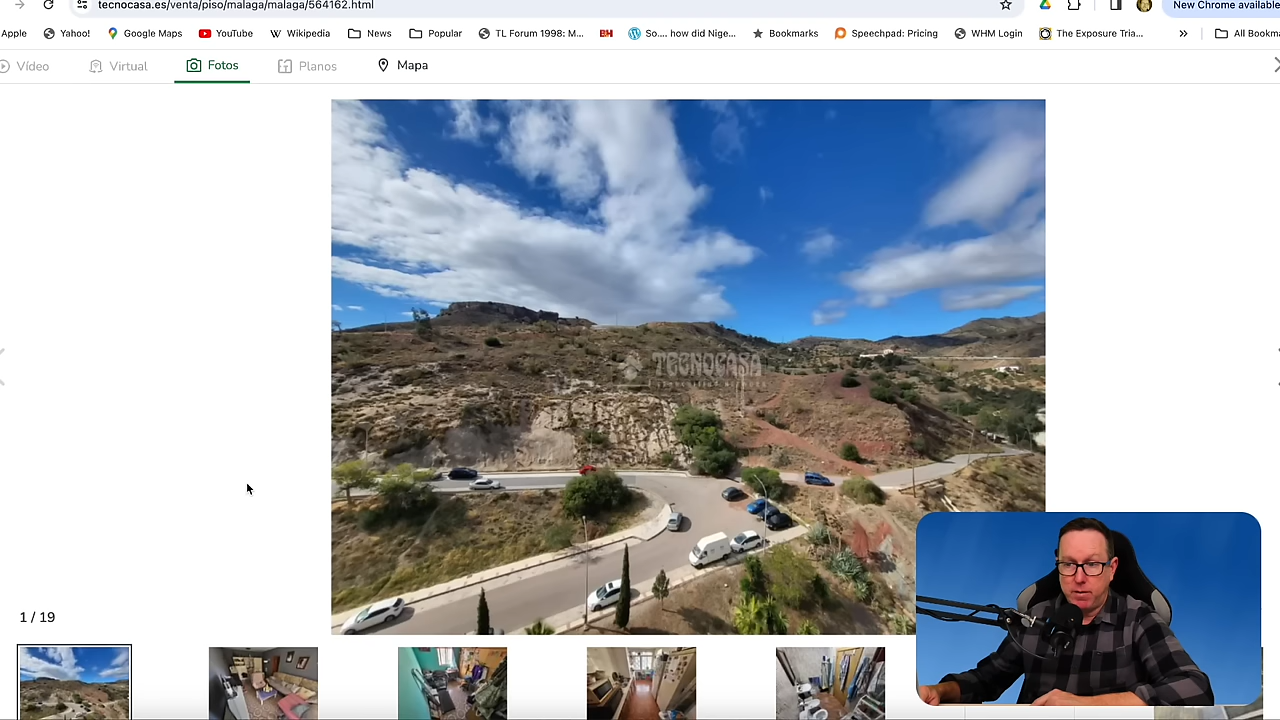 tecnocasa.es/venta/piso/malaga/malaga/564162.html
New Chrome available
Apple
Yahoo!
Google Maps
YouTube
Wikipedia
News
Popular
TL Forum 1998: M...
B&H
So.... how did Nige...
Bookmarks
Speechpad: Pricing
WHM Login
The Exposure Tria...
»
All Bookma
Vídeo
Virtual
Fotos
Planos
Mapa
TECNOCASA
1 / 19